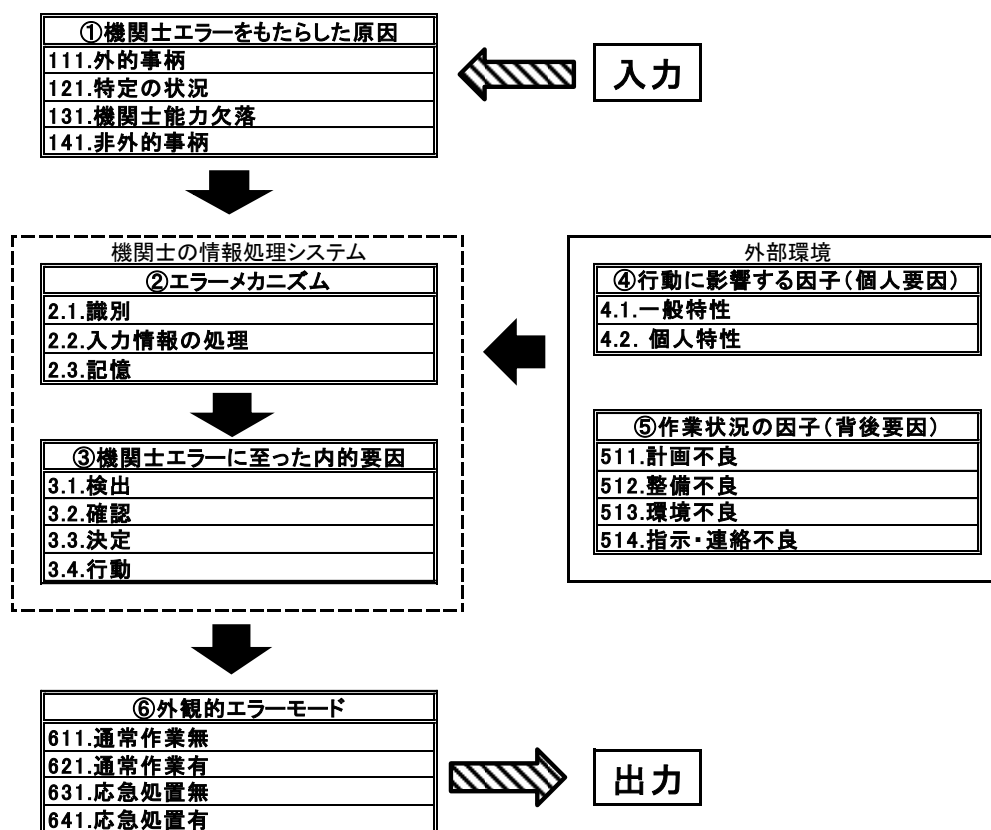 ①機関士エラーをもたらした原因
111.外的事柄
121.特定の状況
131.機関士能力欠落
141.非外的事柄
入力
機関士の情報処理システム
②エラーメカニズム
2.1.識別
2.2.入力情報の処理
2.3.記憶
③機関士エラーに至った内的要因
3.1.検出
3.2.確認
3.3.決定
3.4.行動
外部環境
④行動に影響する因子(個人要因)
4.1.一般特性
4.2. 個人特性
⑤作業状況の因子(背後要因)
511.計画不良
512.整備不良
513.環境不良
514.指示・連絡不良
⑥外観的エラーモード
611.通常作業無
621.通常作業有
631.応急処置無
641.応急処置有
出力